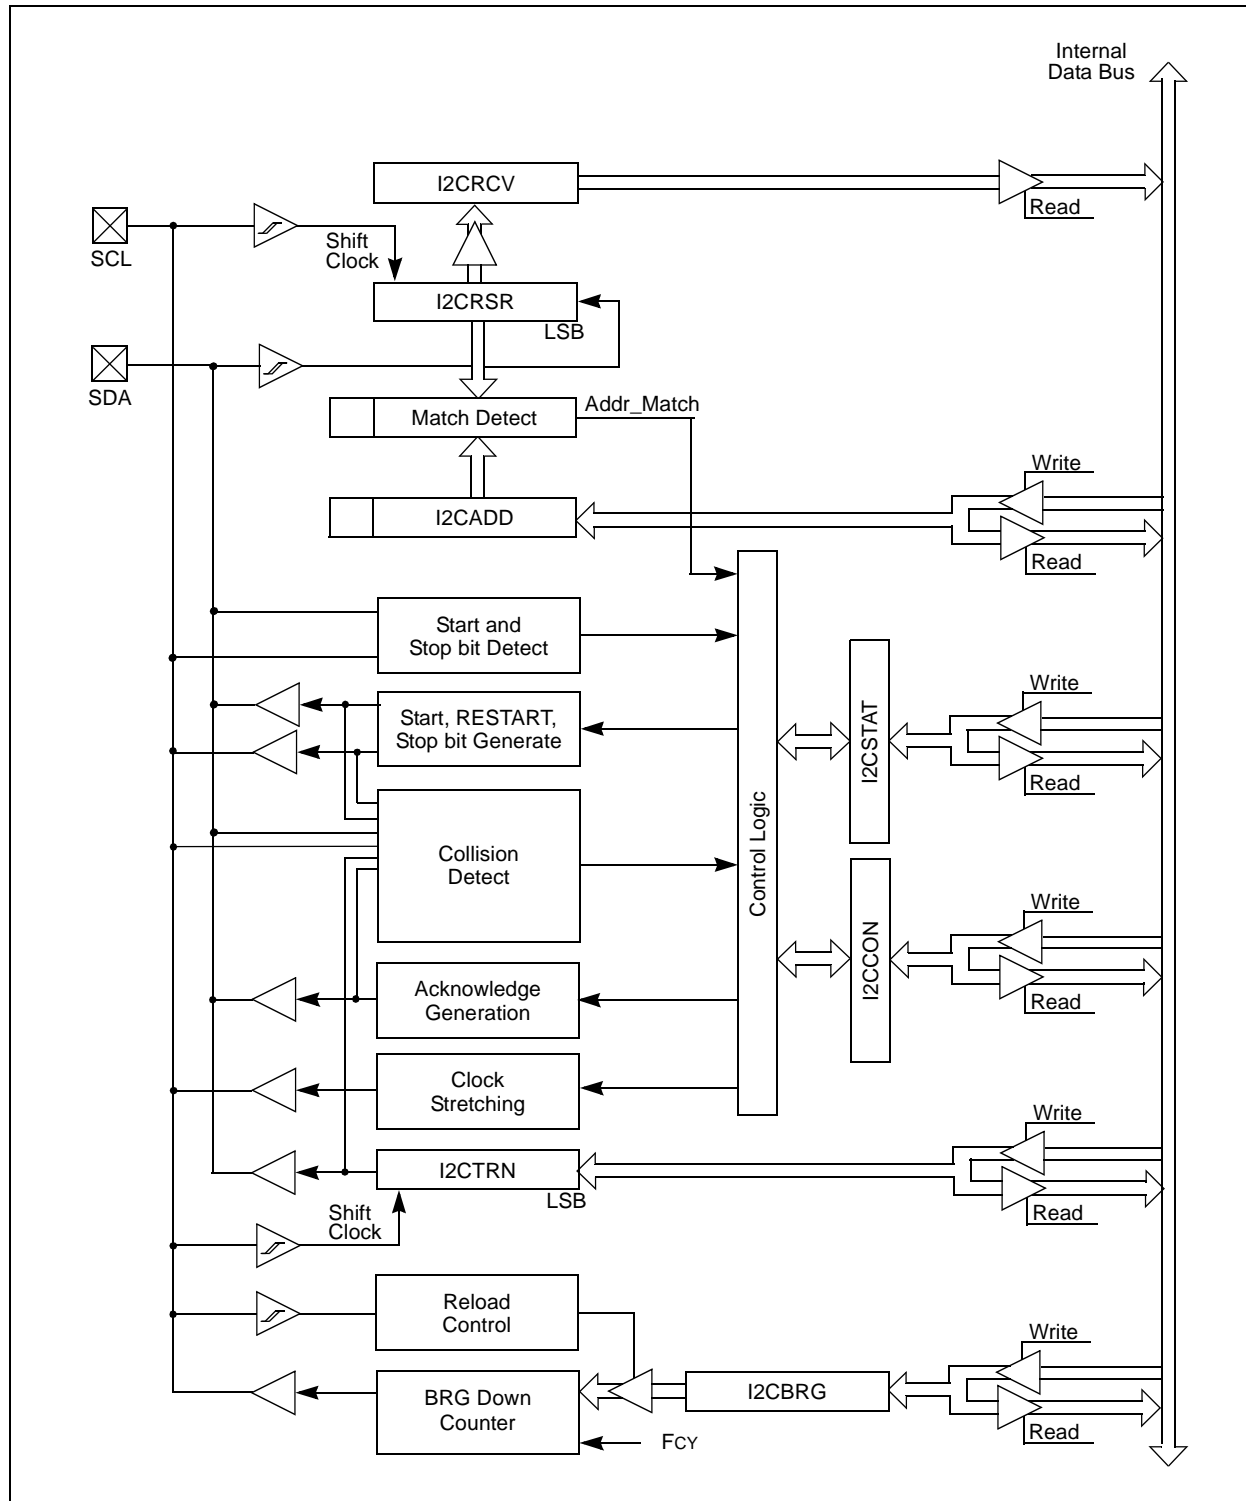 Internal
Data Bus
I2CRCV
Read
SCL
Shift
Clock
I2CRSR
LSB
SDA
Match Detect
Addr_Match
Write
I2CADD
Read
Start and
Stop bit Detect
Write
Start, RESTART,
Stop bit Generate
I2CSTAT
Read
Control Logic
Collision
Detect
Write
I2CCON
Acknowledge
Generation
Read
Clock
Stretching
Write
I2CTRN
LSB
Shift
Clock
Read
Reload
Control
Write
BRG Down
Counter
I2CBRG
FCY
Read